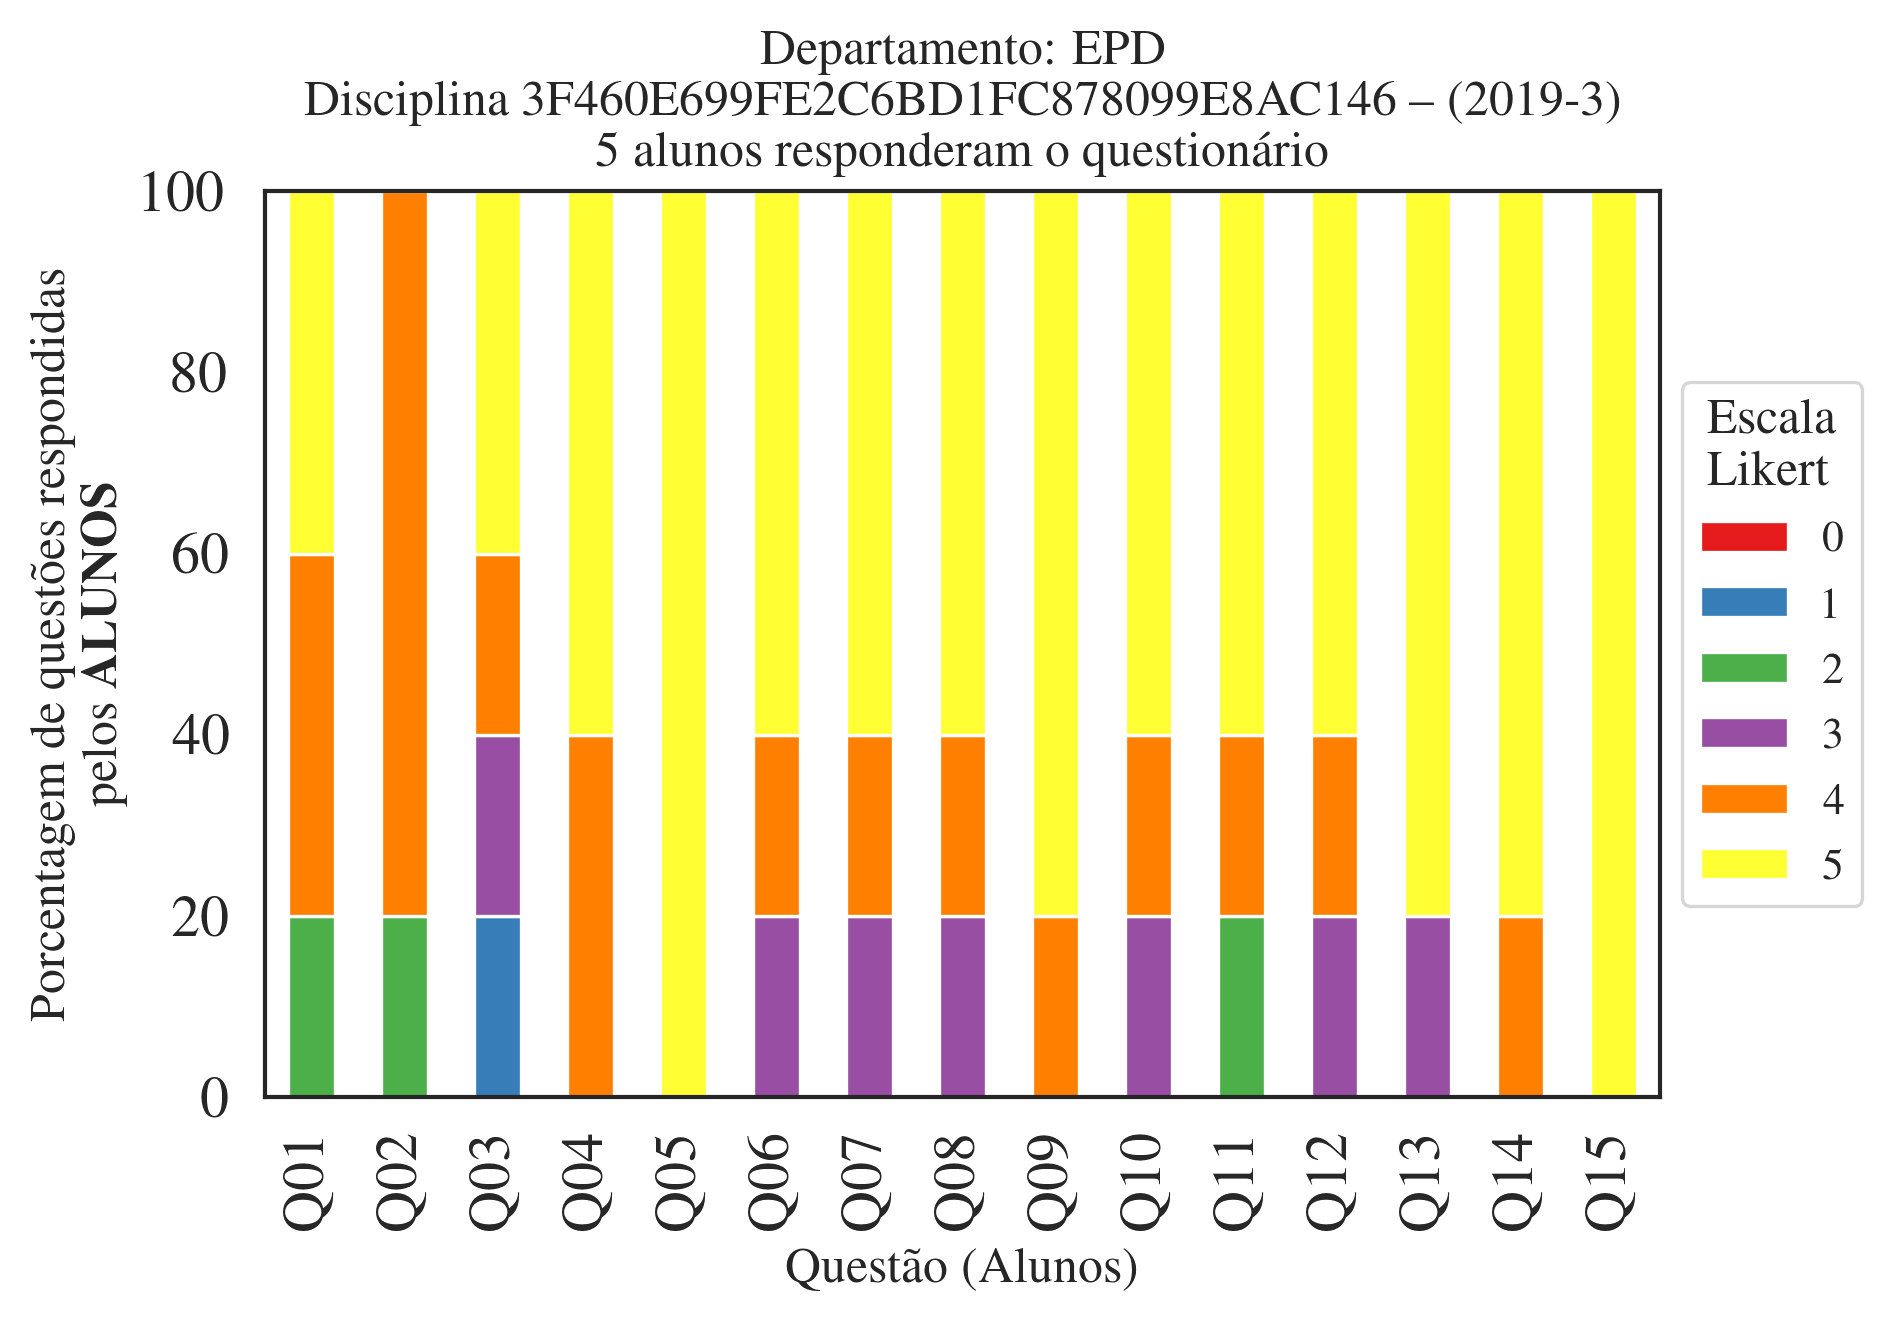 Departamento: EPD
Disciplina 3F460E699FE2C6BD1FC878099E8AC146 – (2019-3)
5 alunos responderam o questionário
Porcentagem de questões respondidas
pelos ALUNOS
100
80
60
40
20
0
Q01
Q02
Q03
Q04
Q05
Q06
Q07
Q08
Q09
Q10
Q11
Q12
Q13
Q14
Q15
Questão (Alunos)
Escala
Likert
0
1
2
3
4
5